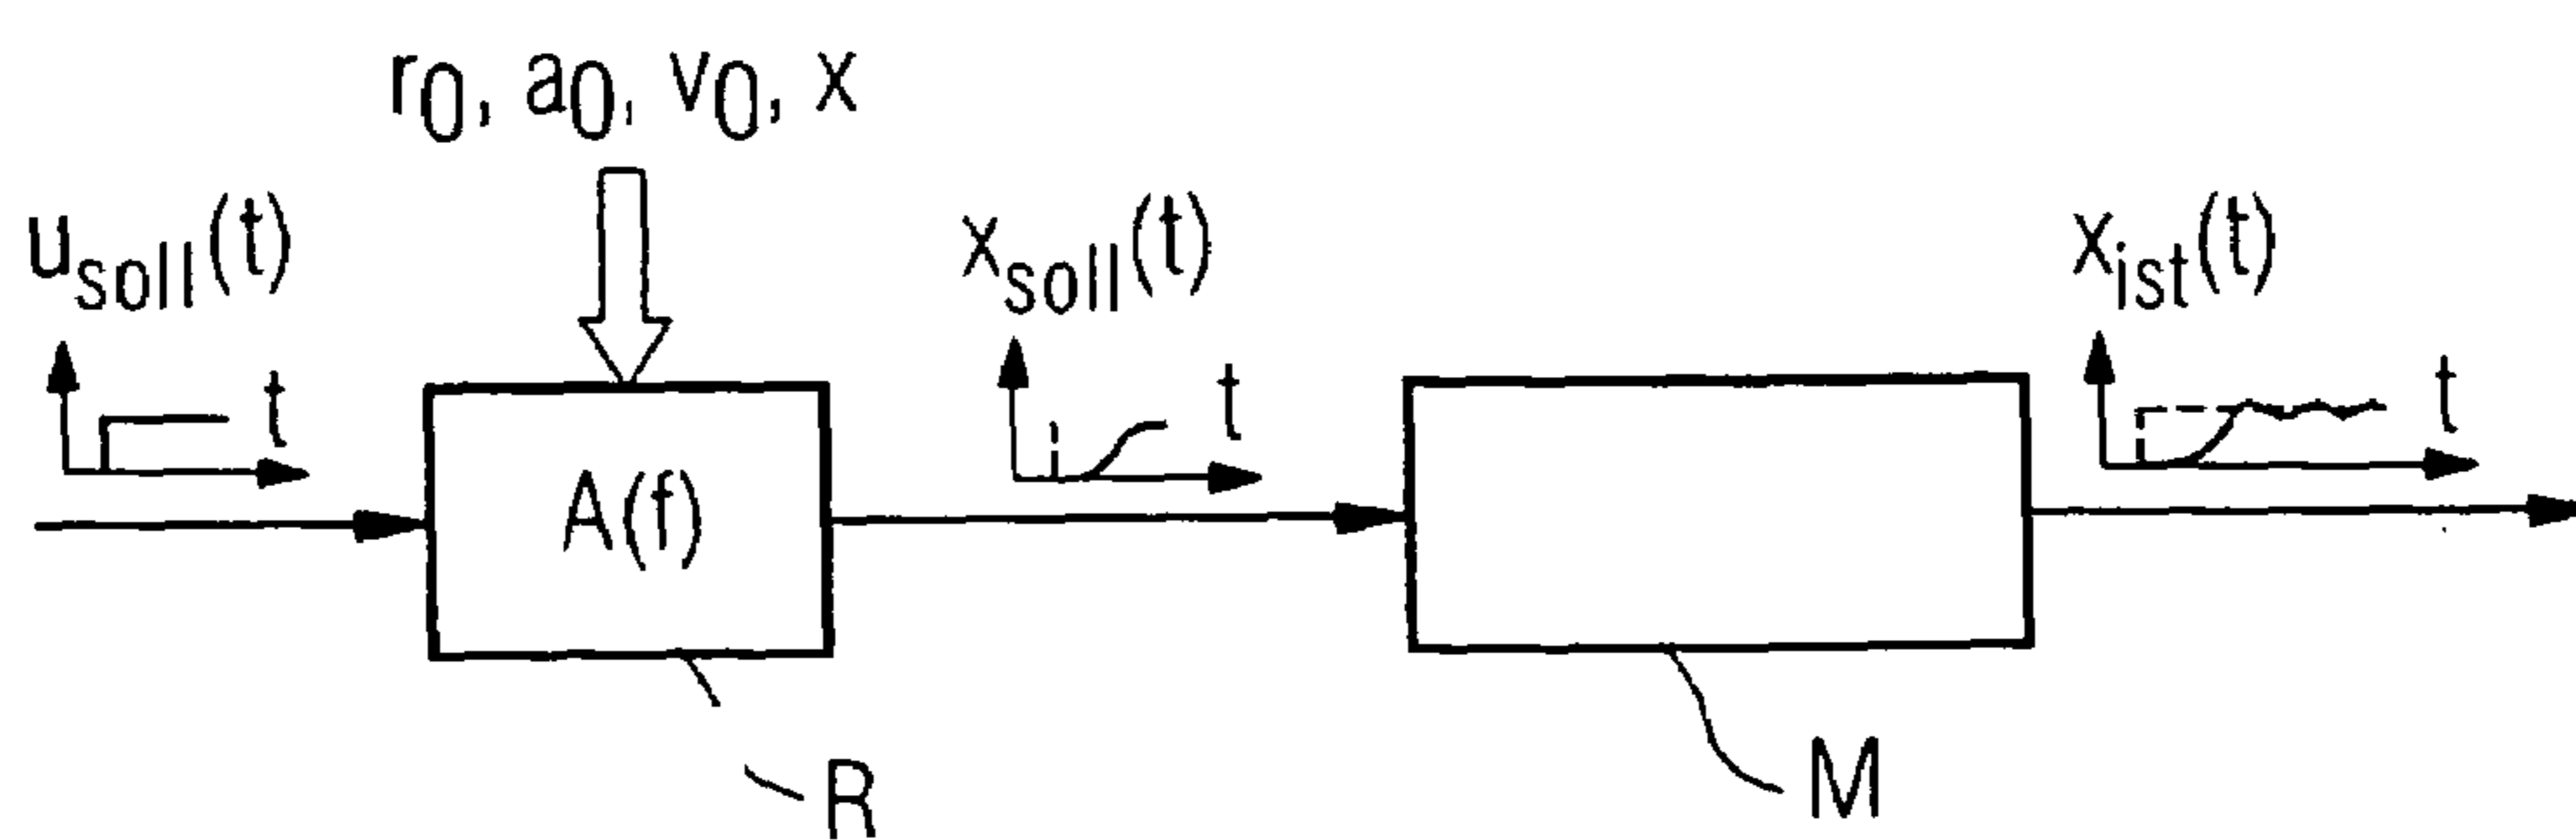 r0, a0, v0, x
usoll(t)
xsoll(t)
xist(t)
t
t
t
A(f)
R
M